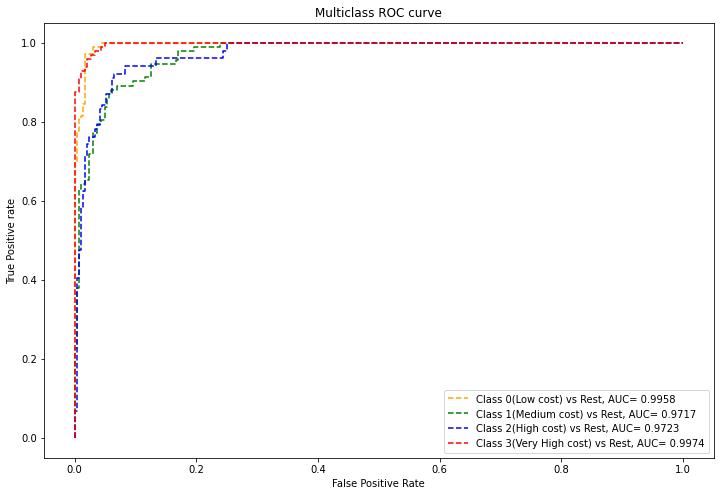 Multiclass ROC curve
True Positive rate
1.0
0.8
0.6
0.4
0.2
0.0
Class 0(Low cost) vs Rest, AUC= 0.9958
Class 1(Medium cost) vs Rest, AUC= 0.9717
Class 2(High cost) vs Rest, AUC= 0.9723
Class 3(Very High cost) vs Rest, AUC= 0.9974
0.0 0.2 0.4 0.6 0.8 1.0
False Positive Rate